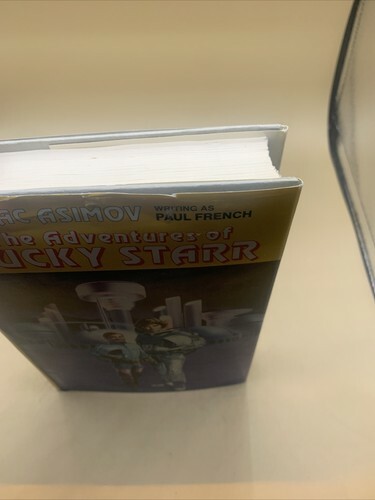 AC ASIMOV
WRITING AS
PAUL FRENCH
The Adventures of
UCKY STARR